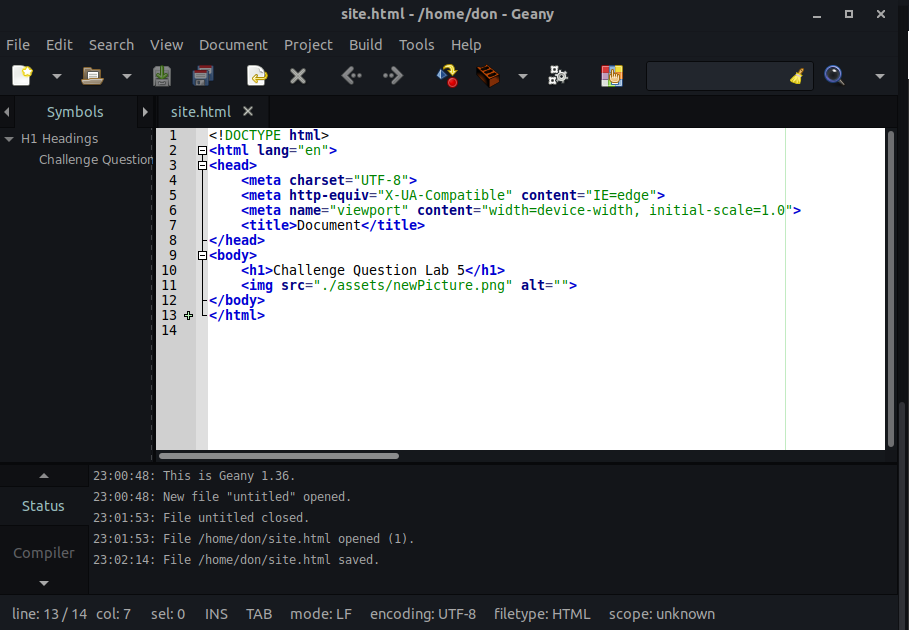 site.html - /home/don - Geany
File Edit Search View Document Project Build Tools Help
Symbols
site.html
H1 Headings
Challenge Question
1 <!DOCTYPE html>
2 <html lang="en">
3 <head>
4 <meta charset="UTF-8">
5 <meta http-equiv="X-UA-Compatible" content="IE=edge">
6 <meta name="viewport" content="width=device-width, initial-scale=1.0">
7 <title>Document</title>
8 </head>
9 <body>
10 <h1>Challenge Question Lab 5</h1>
11 <img src="./assets/newPicture.png" alt="">
12 </body>
13 </html>
14
Status
Compiler
23:00:48: This is Geany 1.36.
23:00:48: New file "untitled" opened.
23:01:53: File untitled closed.
23:01:53: File /home/don/site.html opened (1).
23:02:14: File /home/don/site.html saved.
line: 13 / 14 col: 7 sel: 0 INS TAB mode: LF encoding: UTF-8 filetype: HTML scope: unknown